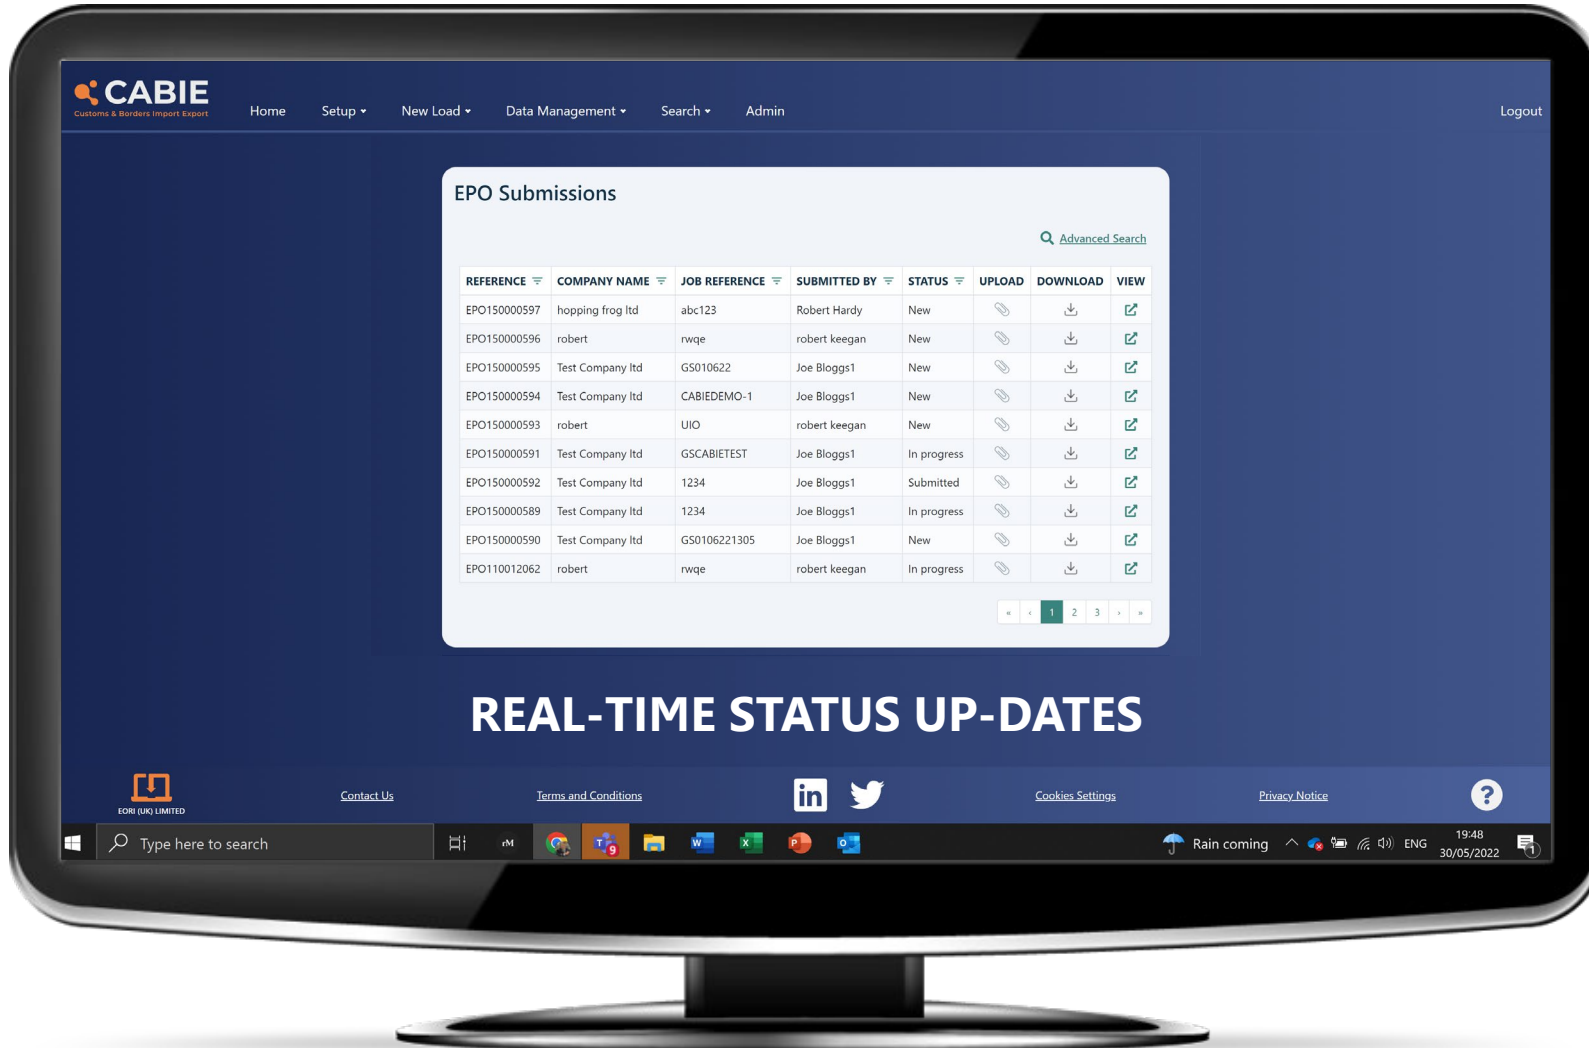 CABIE
Customs & Borders Import Export
Home Setup New Load Data Management Search Admin Logout
EPO Submissions
Advanced Search
REFERENCE COMPANY NAME JOB REFERENCE SUBMITTED BY STATUS UPLOAD DOWNLOAD VIEW
EPO150000597 hopping frog ltd abc123 Robert Hardy New
EPO150000596 robert rwqe robert keegan New
EPO150000595 Test Company ltd GS010622 Joe Bloggs1 New
EPO150000594 Test Company ltd CABIEDEMO-1 Joe Bloggs1 New
EPO150000593 robert UIO robert keegan New
EPO150000591 Test Company ltd GSCABIETEST Joe Bloggs1 In progress
EPO150000592 Test Company ltd 1234 Joe Bloggs1 Submitted
EPO150000589 Test Company ltd 1234 Joe Bloggs1 In progress
EPO150000590 Test Company ltd GS0106221305 Joe Bloggs1 New
EPO110012062 robert rwqe robert keegan In progress
« ‹ 1 2 3 › »
REAL-TIME STATUS UP-DATES
EORI (UK) LIMITED
Contact Us Terms and Conditions in Cookies Settings Privacy Notice ?
Type here to search rM T 9 W X P O Rain coming ENG 19:48
30/05/2022 1